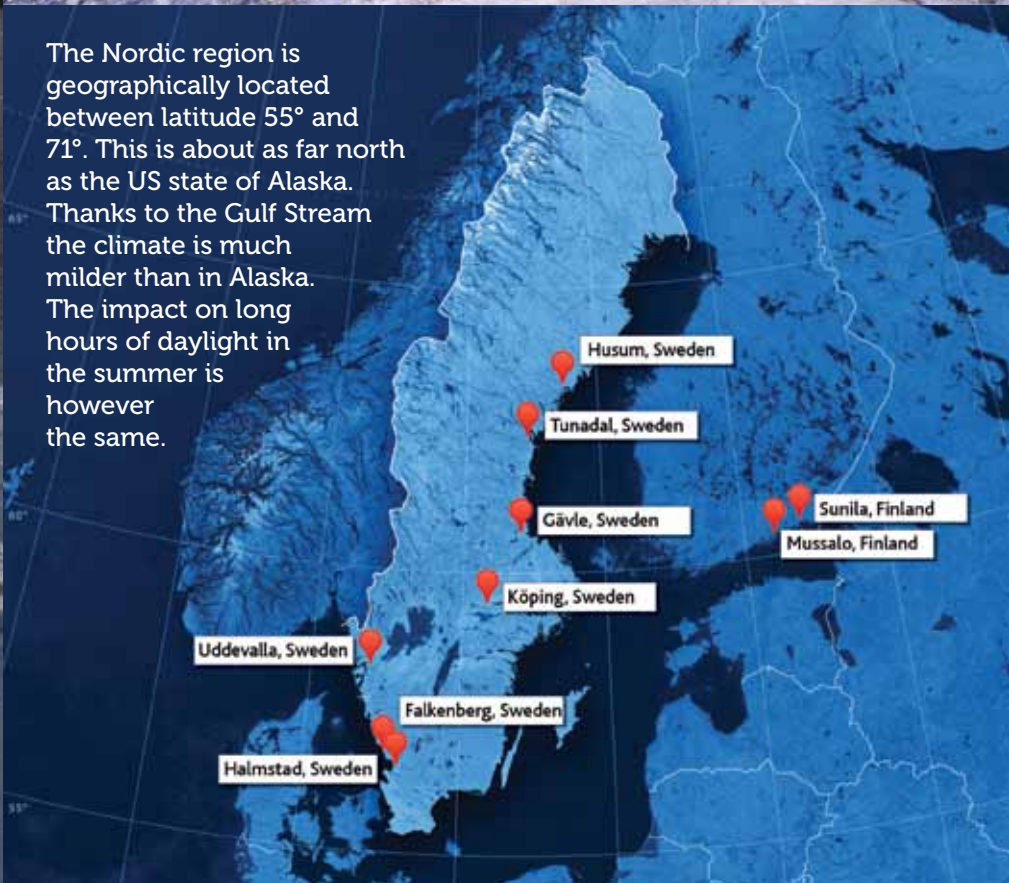 The Nordic region is
geographically located
between latitude 55° and
71°. This is about as far north
as the US state of Alaska.
Thanks to the Gulf Stream
the climate is much
milder than in Alaska.
The impact on long
hours of daylight in
the summer is
however
the same.
65°
Husum, Sweden
Tunadal, Sweden
Sunila, Finland
60°
Gävle, Sweden
Mussalo, Finland
Köping, Sweden
Uddevalla, Sweden
Falkenberg, Sweden
Halmstad, Sweden
55°